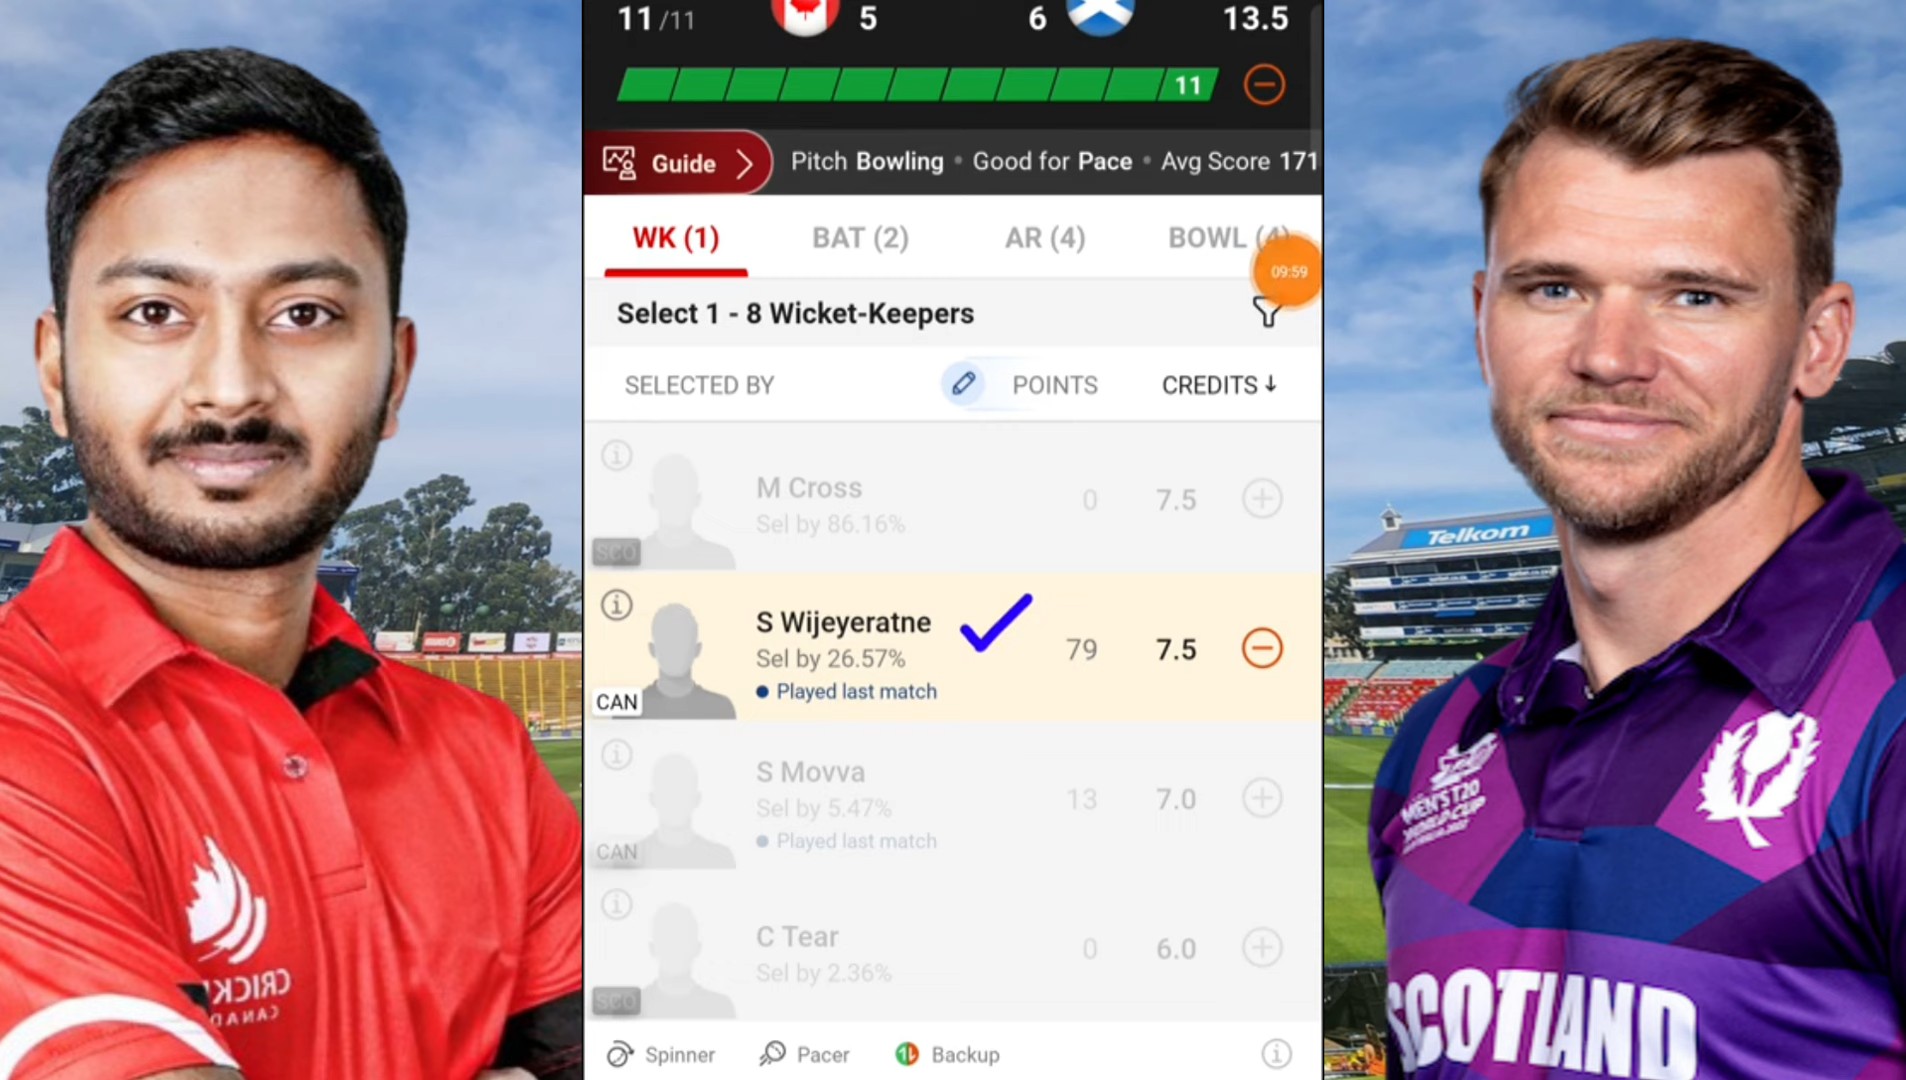 11/11 5 6 13.5
11
Guide
Pitch Bowling • Good for Pace • Avg Score 171
WK (1) BAT (2) AR (4) BOWL (4)
09:59
Select 1 - 8 Wicket-Keepers
SELECTED BY POINTS CREDITS ↓
M Cross
Sel by 86.16%
0 7.5
SCO
S Wijeyeratne
Sel by 26.57%
• Played last match
79 7.5
CAN
S Movva
Sel by 5.47%
• Played last match
13 7.0
CAN
C Tear
Sel by 2.36%
0 6.0
SCO
Spinner Pacer Backup
CRICK
CANADA
Telkom
MEN'S T20
WORLD CUP
SCOTLAND